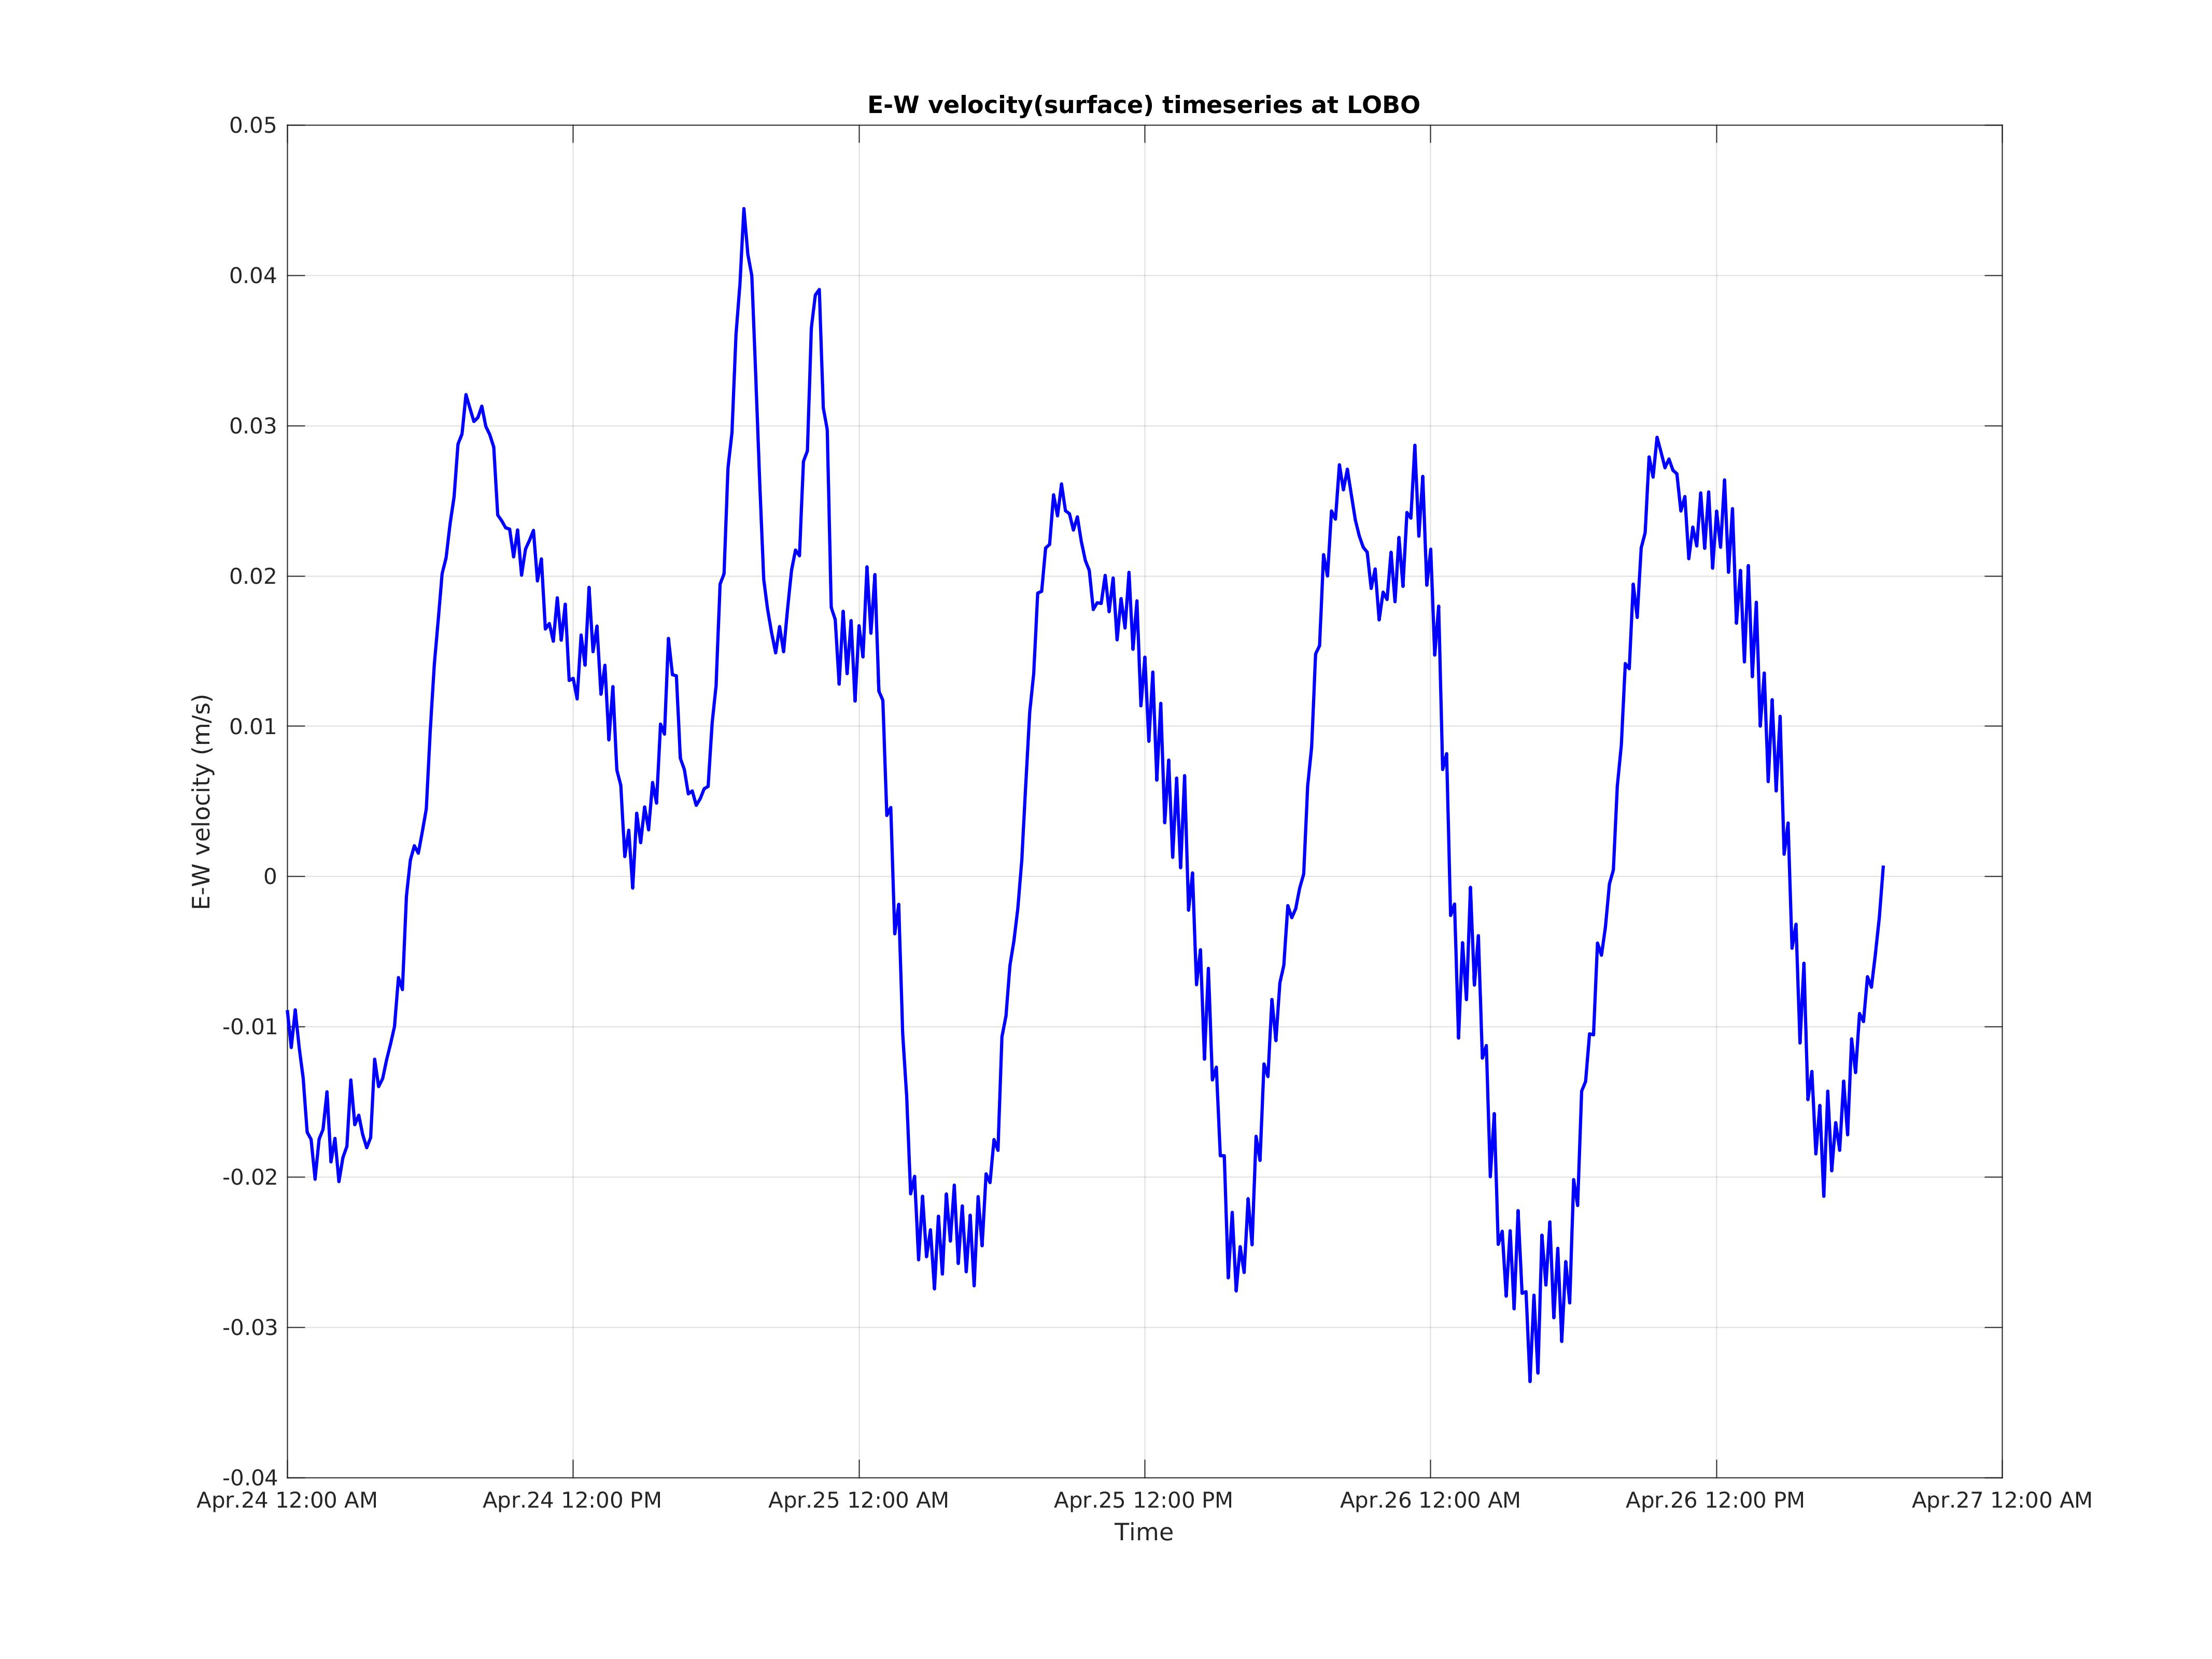 E-W velocity(surface) timeseries at LOBO
0.05
0.04
0.03
0.02
0.01
0
-0.01
-0.02
-0.03
-0.04
E-W velocity (m/s)
Apr.24 12:00 AM
Apr.24 12:00 PM
Apr.25 12:00 AM
Apr.25 12:00 PM
Apr.26 12:00 AM
Apr.26 12:00 PM
Apr.27 12:00 AM
Time